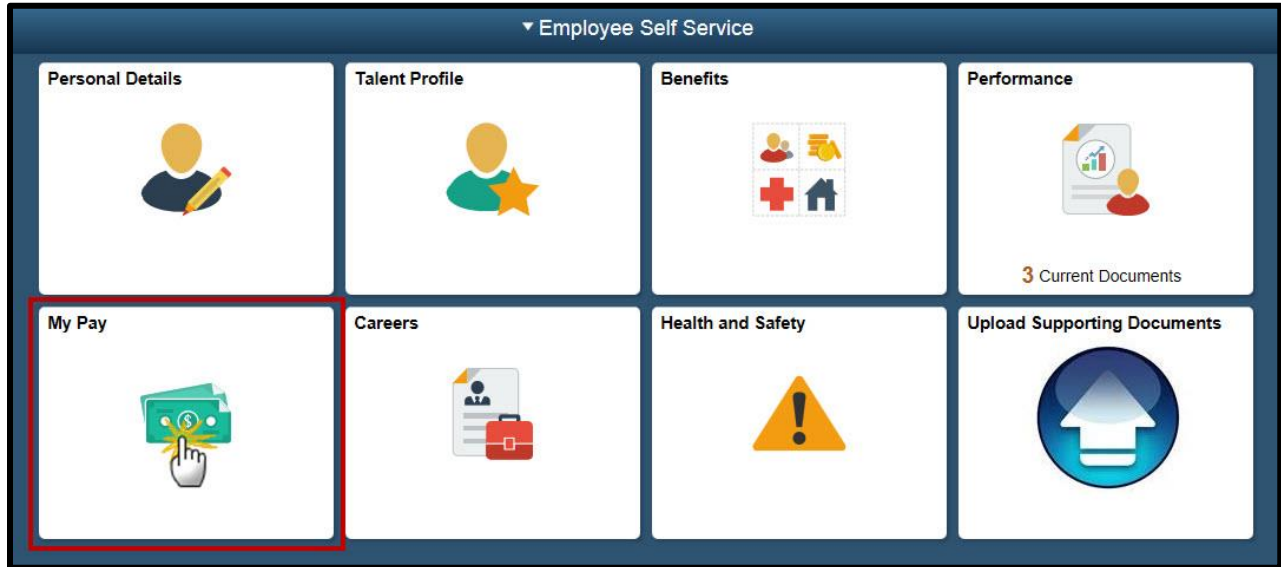 Employee Self Service
Personal Details
Talent Profile
Benefits
Performance
3 Current Documents
My Pay
Careers
Health and Safety
Upload Supporting Documents